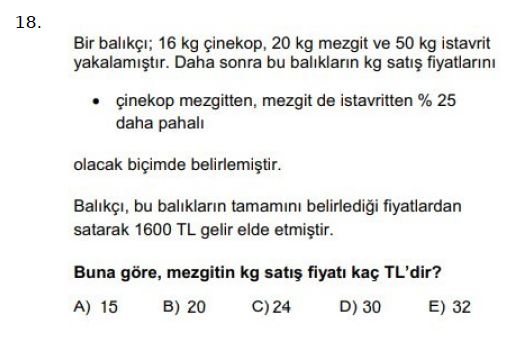 18.
Bir balıkçı; 16 kg çinekop, 20 kg mezgit ve 50 kg istavrit
yakalamıştır. Daha sonra bu balıkların kg satış fiyatlarını
• çinekop mezgitten, mezgit de istavritten % 25
daha pahalı
olacak biçimde belirlemiştir.
Balıkçı, bu balıkların tamamını belirlediği fiyatlardan
satarak 1600 TL gelir elde etmiştir.
Buna göre, mezgitin kg satış fiyatı kaç TL'dir?
A) 15 B) 20 C) 24 D) 30 E) 32